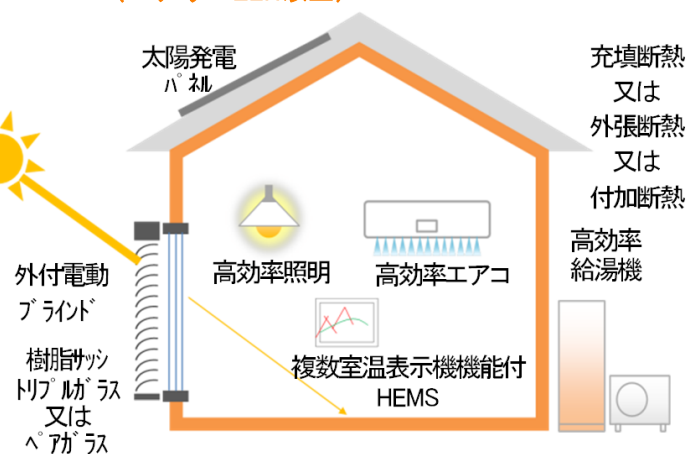 太陽発電
ﾊﾟﾈﾙ
充填断熱
又は
外張断熱
又は
付加断熱
高効率
給湯機
高効率照明
高効率エアコ
外付電動
ﾌﾞﾗｲﾝﾄﾞ
複数室温表示機機能付
HEMS
樹脂ｻｯｼ
ﾄﾘﾌﾟﾙｶﾞﾗｽ
又は
ﾍﾟｱｶﾞﾗｽ